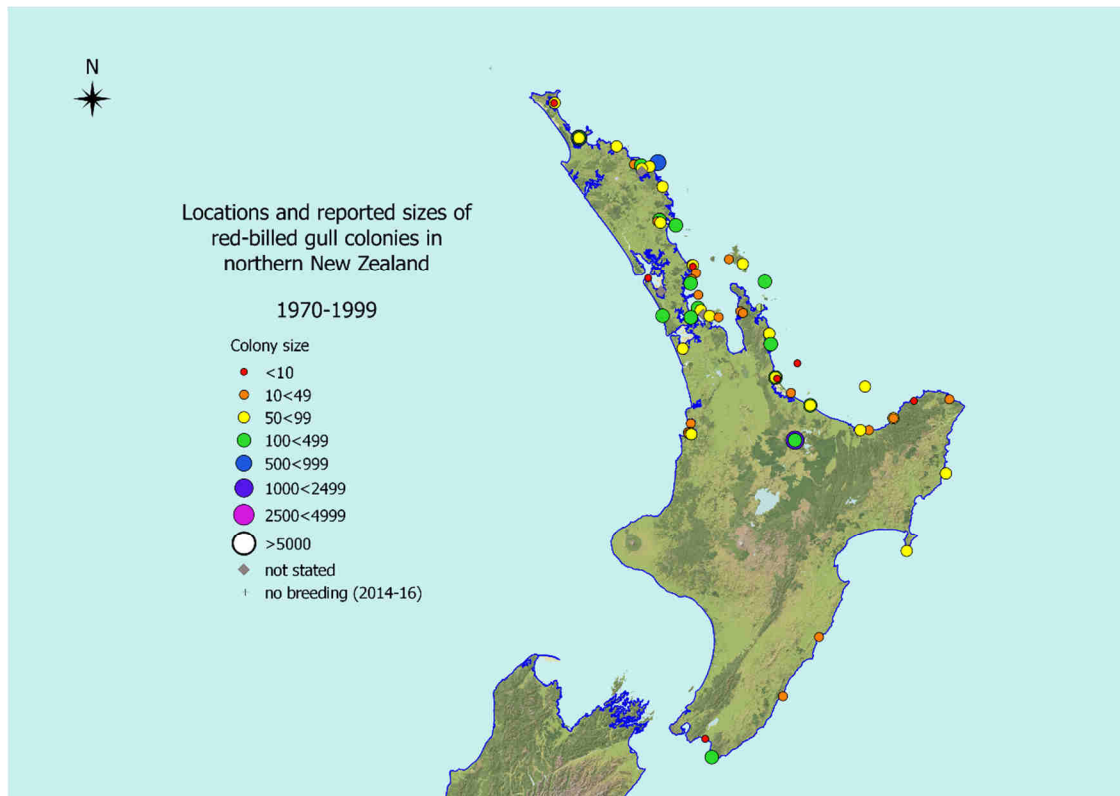 N
Locations and reported sizes of
red-billed gull colonies in
northern New Zealand
1970-1999
Colony size
<10
10<49
50<99
100<499
500<999
1000<2499
2500<4999
>5000
not stated
no breeding (2014-16)